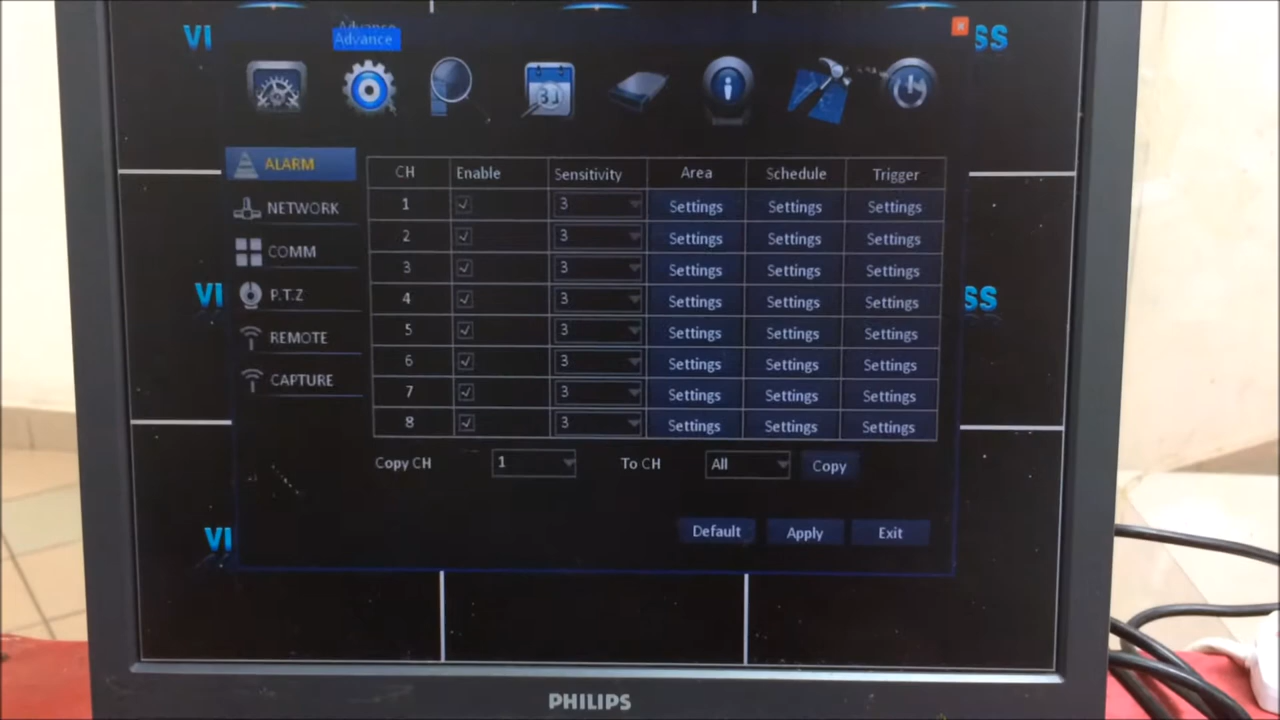 Advance
Advance
VI
SS
31
ALARM
NETWORK
COMM
P.T.Z
REMOTE
CAPTURE
CH Enable Sensitivity Area Schedule Trigger
1 3 Settings Settings Settings
2 3 Settings Settings Settings
3 3 Settings Settings Settings
4 3 Settings Settings Settings
5 3 Settings Settings Settings
6 3 Settings Settings Settings
7 3 Settings Settings Settings
8 3 Settings Settings Settings
VI
SS
Copy CH 1 To CH All Copy
VI
Default Apply Exit
PHILIPS